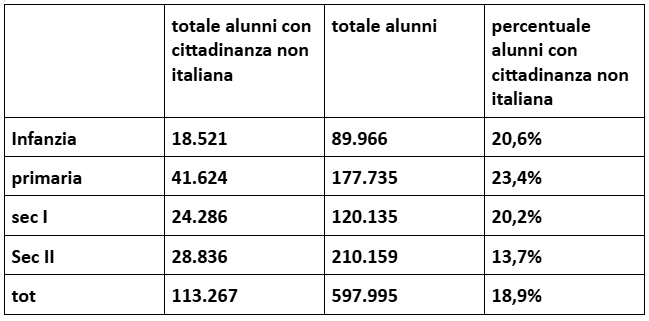 totale alunni con
cittadinanza non
italiana
totale alunni
percentuale
alunni con
cittadinanza non
italiana
Infanzia 18.521 89.966 20,6%
primaria 41.624 177.735 23,4%
sec I 24.286 120.135 20,2%
Sec II 28.836 210.159 13,7%
tot 113.267 597.995 18,9%